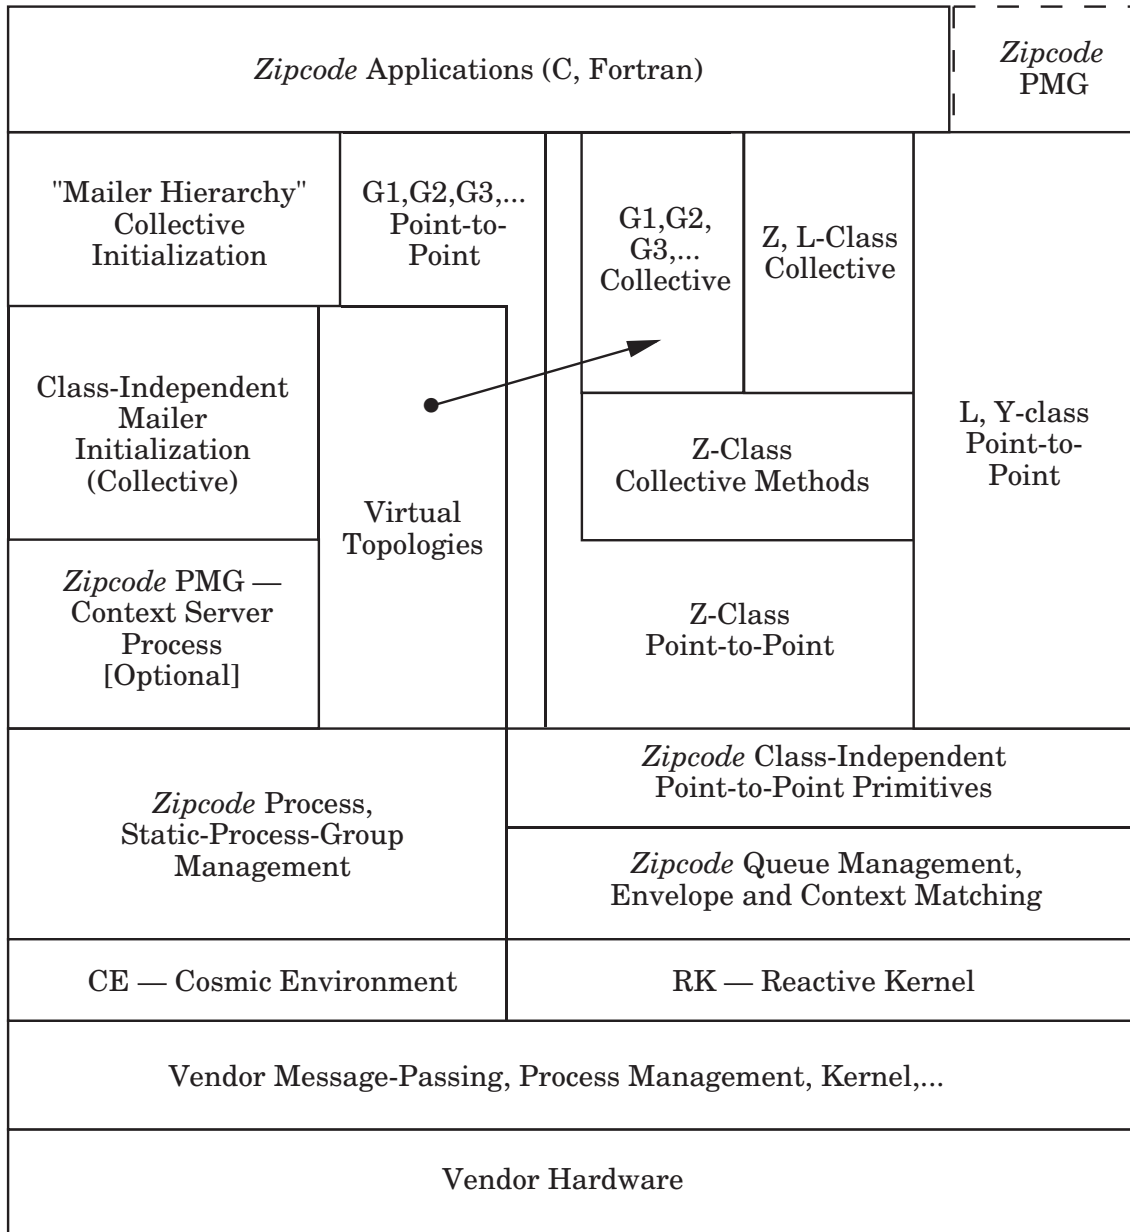 Zipcode Applications (C, Fortran)
Zipcode
PMG
"Mailer Hierarchy"
Collective
Initialization
G1,G2,G3,...
Point-to-
Point
G1,G2,
G3,...
Collective
Z, L-Class
Collective
Class-Independent
Mailer
Initialization
(Collective)
Virtual
Topologies
Z-Class
Collective Methods
L, Y-class
Point-to-
Point
Zipcode PMG —
Context Server
Process
[Optional]
Z-Class
Point-to-Point
Zipcode Process,
Static-Process-Group
Management
Zipcode Class-Independent
Point-to-Point Primitives
Zipcode Queue Management,
Envelope and Context Matching
CE — Cosmic Environment
RK — Reactive Kernel
Vendor Message-Passing, Process Management, Kernel,...
Vendor Hardware